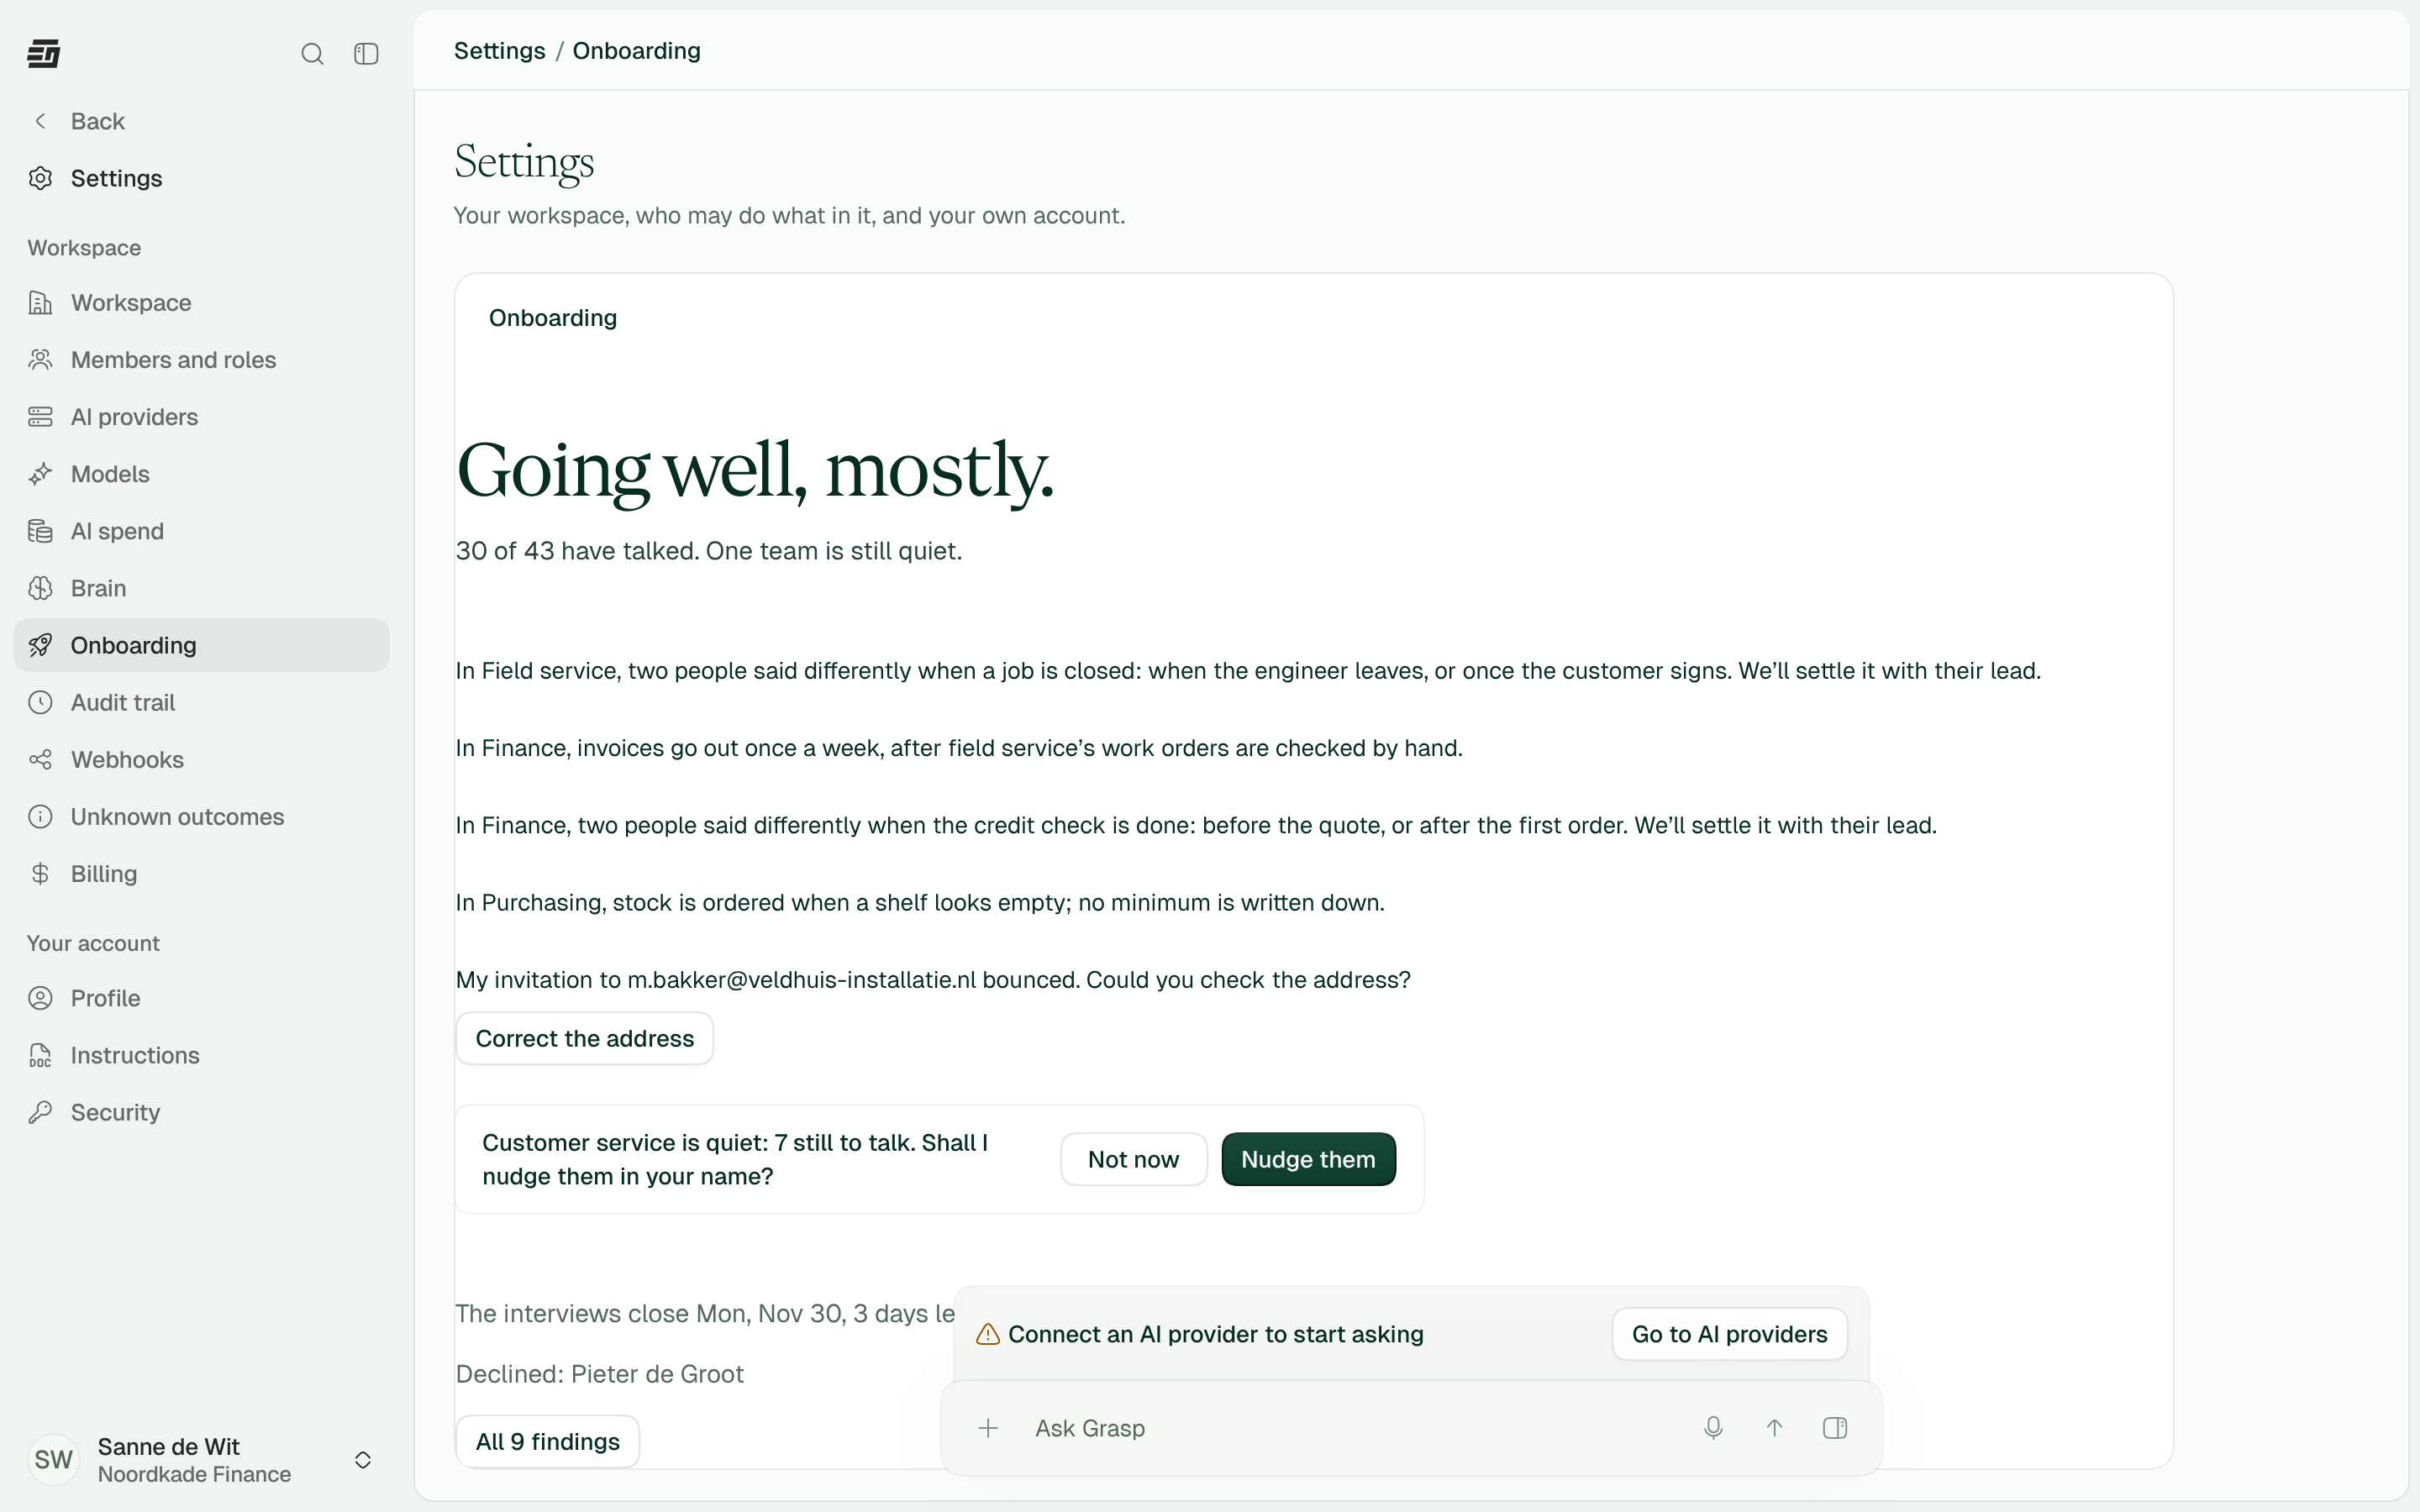 Back
Settings
Workspace
Workspace
Members and roles
AI providers
Models
AI spend
Brain
Onboarding
Audit trail
Webhooks
Unknown outcomes
Billing
Your account
Profile
Instructions
Security
SW
Sanne de Wit
Noordkade Finance
Settings / Onboarding
Settings
Your workspace, who may do what in it, and your own account.
Onboarding
Going well, mostly.
30 of 43 have talked. One team is still quiet.
In Field service, two people said differently when a job is closed: when the engineer leaves, or once the customer signs. We’ll settle it with their lead.
In Finance, invoices go out once a week, after field service’s work orders are checked by hand.
In Finance, two people said differently when the credit check is done: before the quote, or after the first order. We’ll settle it with their lead.
In Purchasing, stock is ordered when a shelf looks empty; no minimum is written down.
My invitation to m.bakker@veldhuis-installatie.nl bounced. Could you check the address?
Correct the address
Customer service is quiet: 7 still to talk. Shall I
nudge them in your name?
Not now
Nudge them
The interviews close Mon, Nov 30, 3 days le
Connect an AI provider to start asking
Go to AI providers
Declined: Pieter de Groot
Ask Grasp
All 9 findings